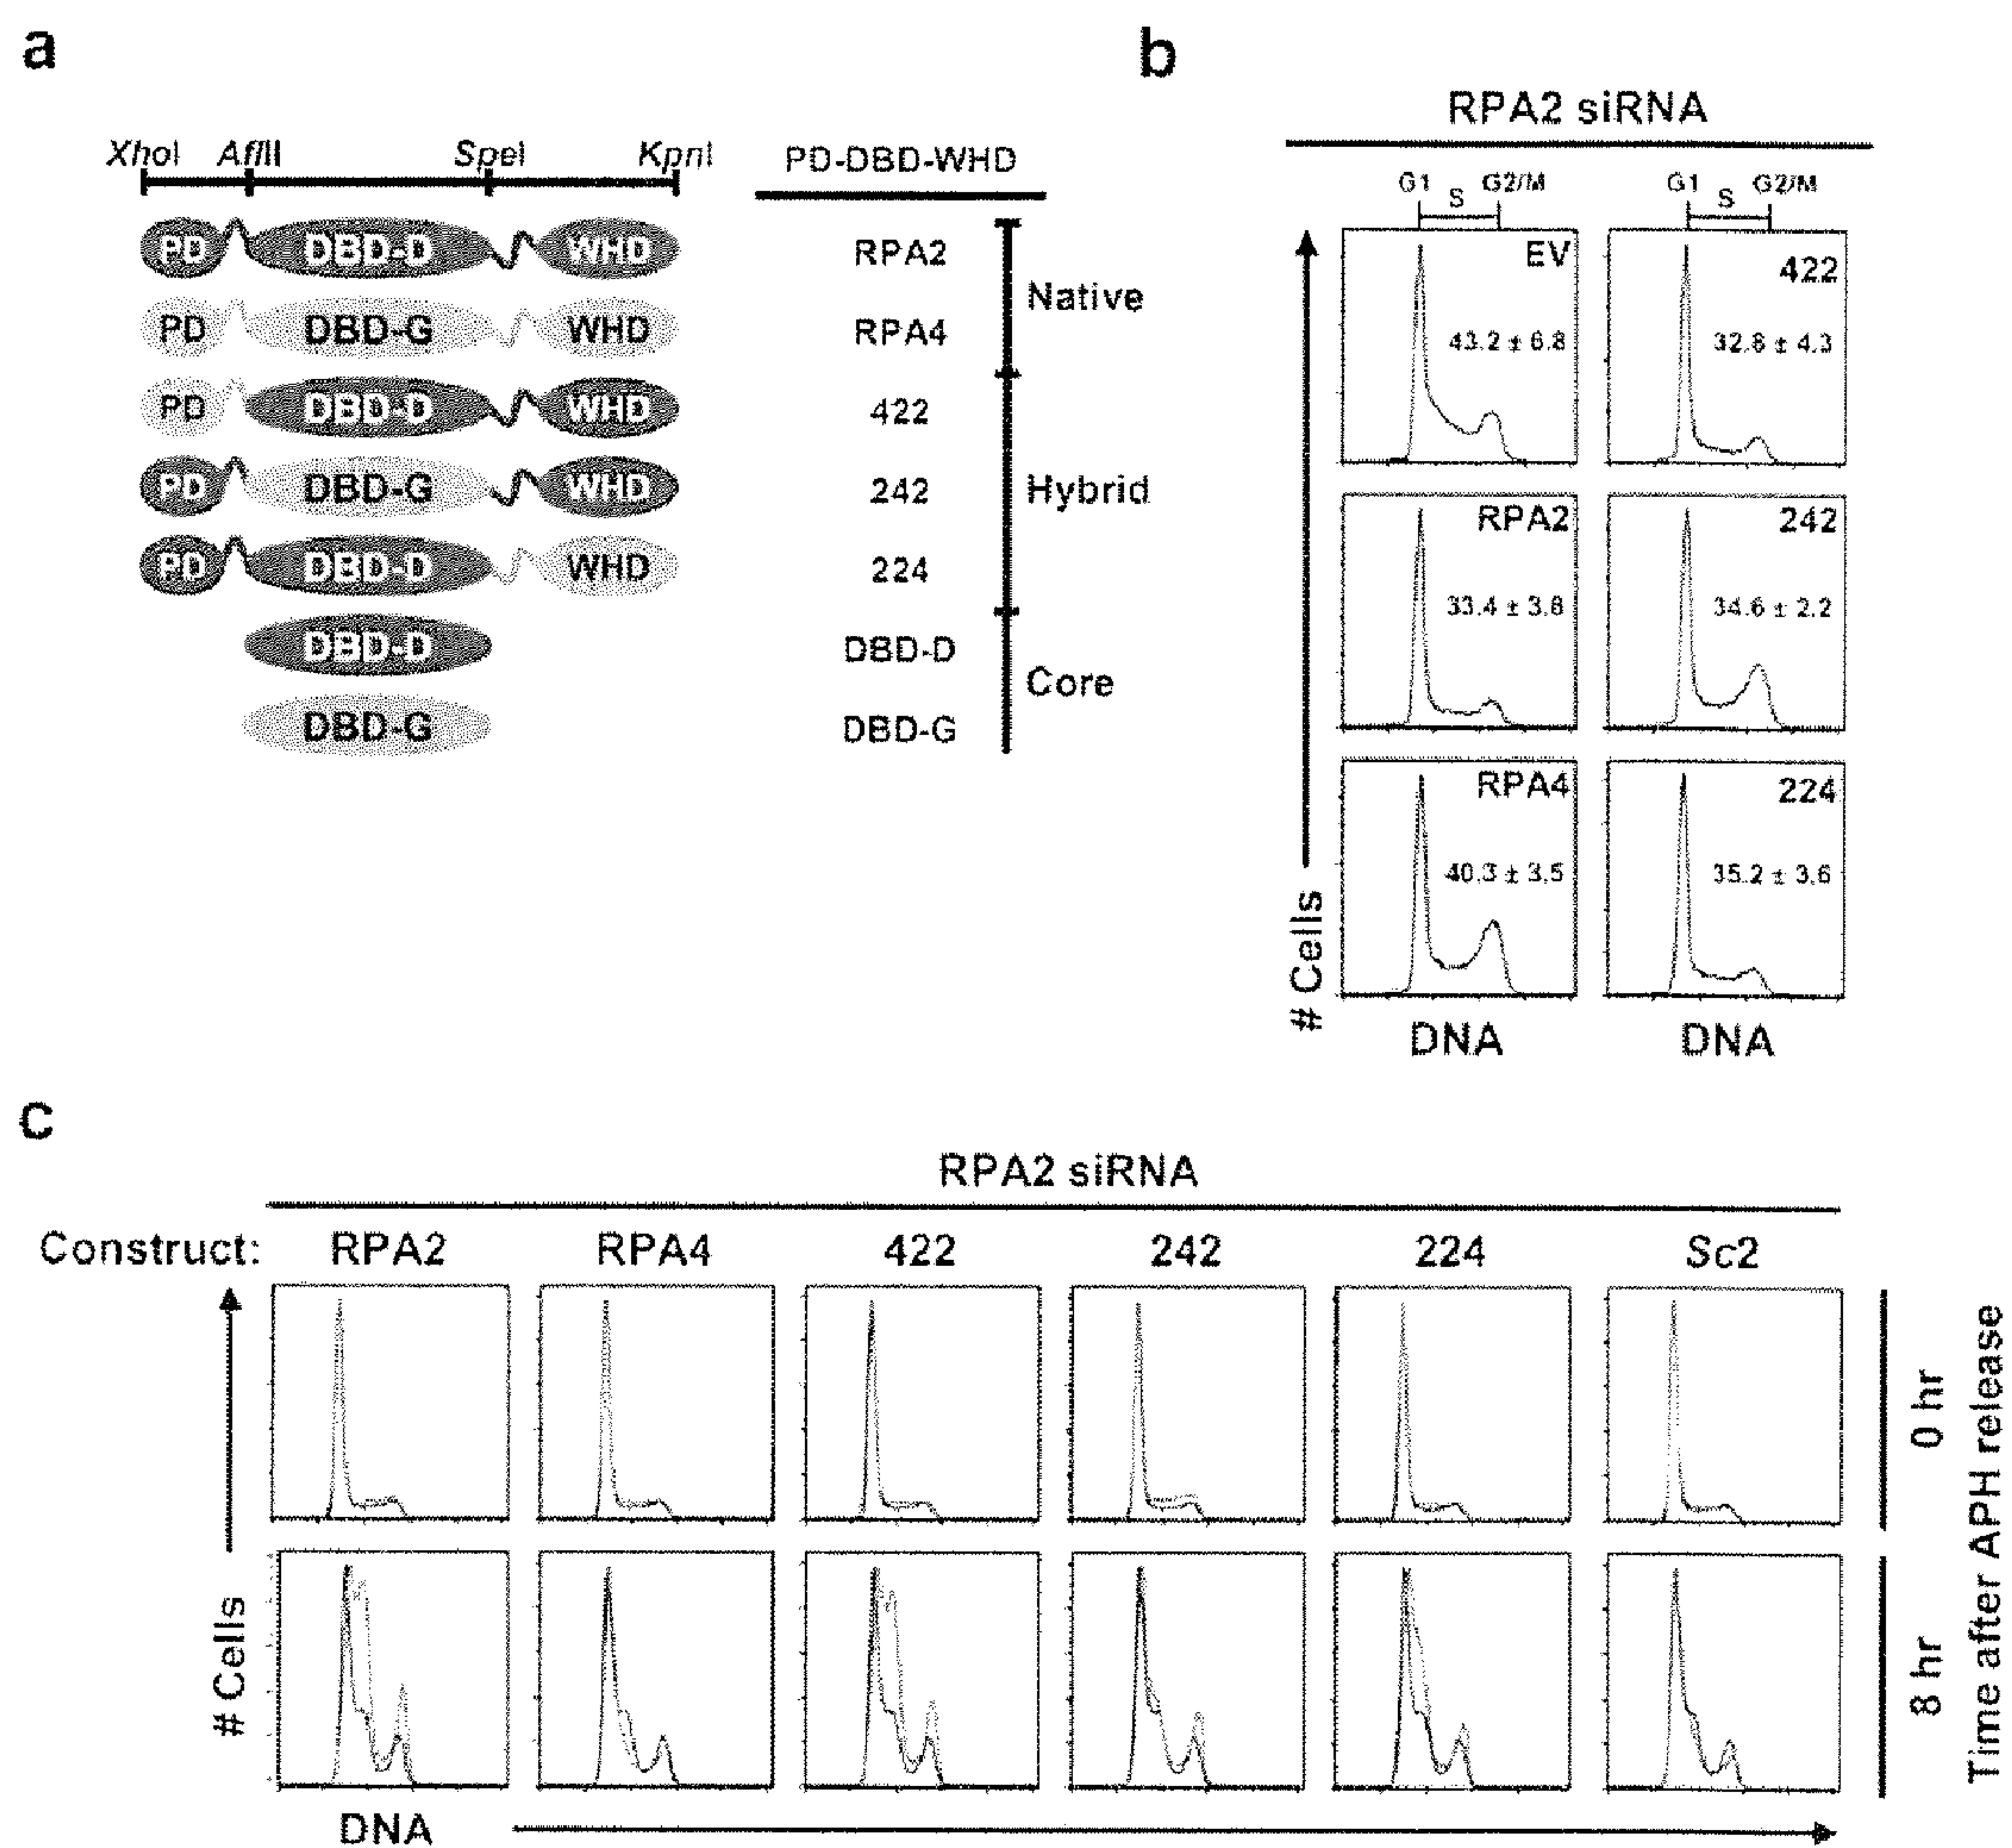 a
XhoI AflII SpeI KpnI PD-DBD-WHD
PD DBD-D WHD RPA2
Native
PD DBD-G WHD RPA4
PD DBD-D WHD 422
PD DBD-G WHD 242
Hybrid
PD DBD-D WHD 224
DBD-D DBD-D
Core
DBD-G DBD-G
b
RPA2 siRNA
G1 S G2/M G1 S G2/M
EV 422
43.2 ± 6.8 32.8 ± 4.3
RPA2 242
33.4 ± 3.8 34.6 ± 2.2
RPA4 224
40.3 ± 3.5 35.2 ± 3.6
# Cells
DNA DNA
c
RPA2 siRNA
Construct: RPA2 RPA4 422 242 224 Sc2
0 hr
8 hr
Time after APH release
# Cells
DNA